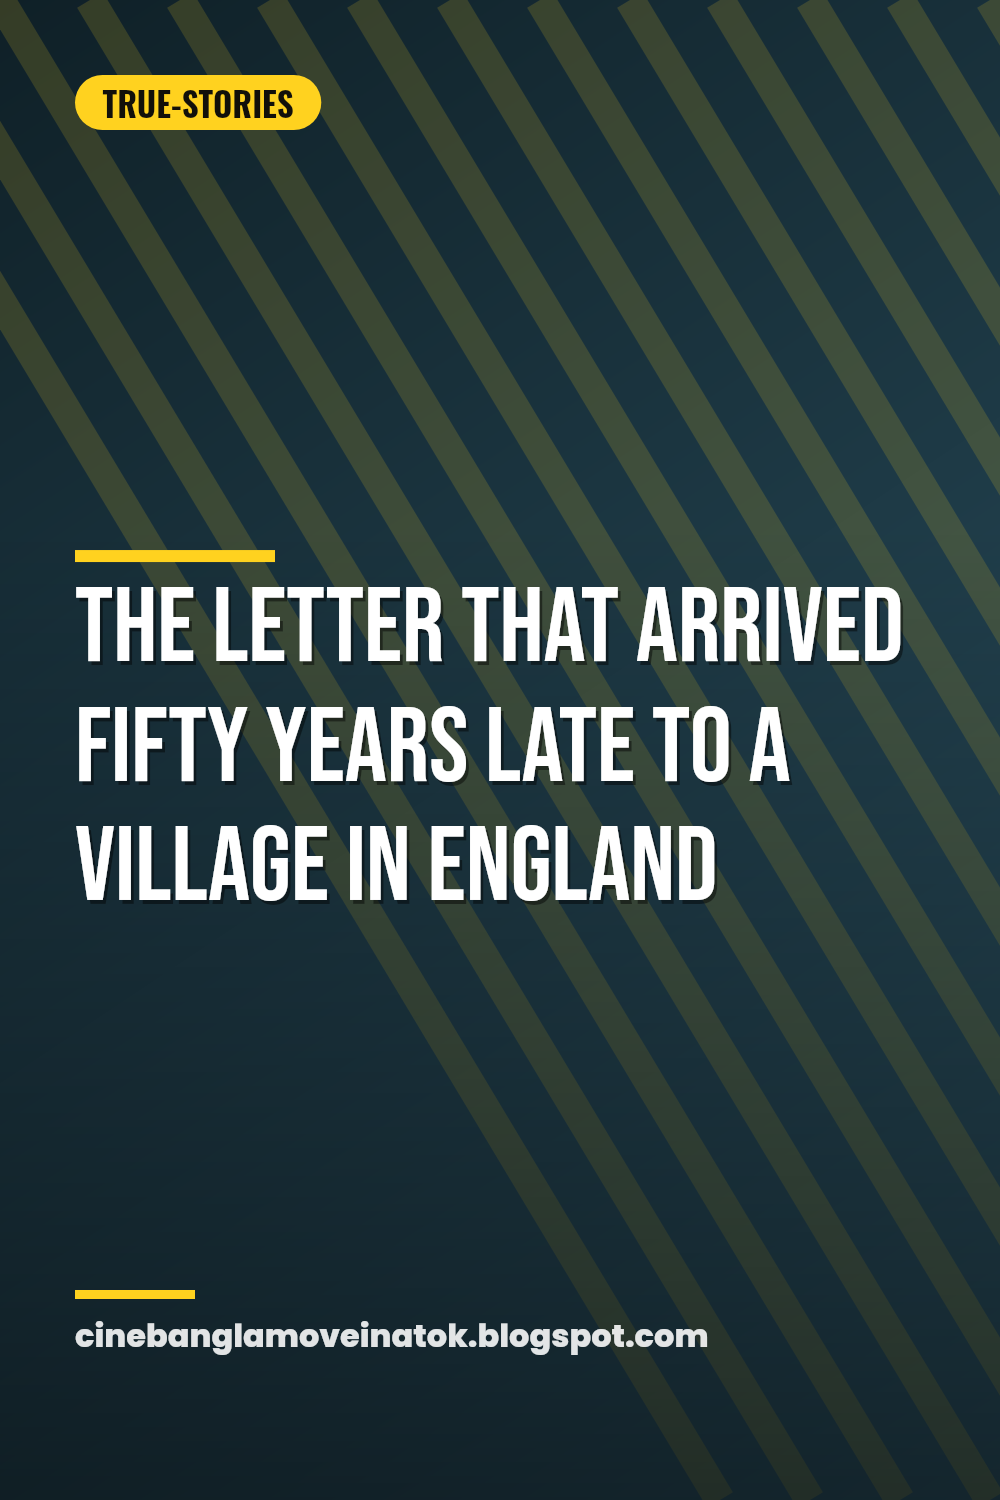 TRUE-STORIES
THE LETTER THAT ARRIVED
FIFTY YEARS LATE TO A
VILLAGE IN ENGLAND
cinebanglamoveinatok.blogspot.com